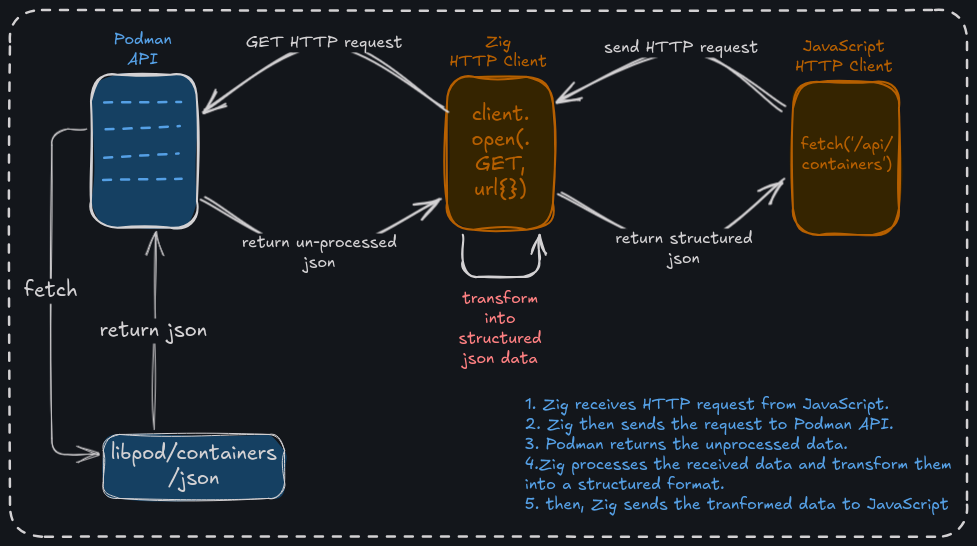 Podman
API
GET HTTP request
Zig
HTTP Client
send HTTP request
JavaScript
HTTP Client
client.
open(.
GET,
url{})
fetch('/api/
containers')
return un-processed
json
return structured
json
fetch
transform
into
structured
json data
return json
libpod/containers
/json
1. Zig receives HTTP request from JavaScript.
2. Zig then sends the request to Podman API.
3. Podman returns the unprocessed data.
4.Zig processes the received data and transform them
into a structured format.
5. then, Zig sends the tranformed data to JavaScript